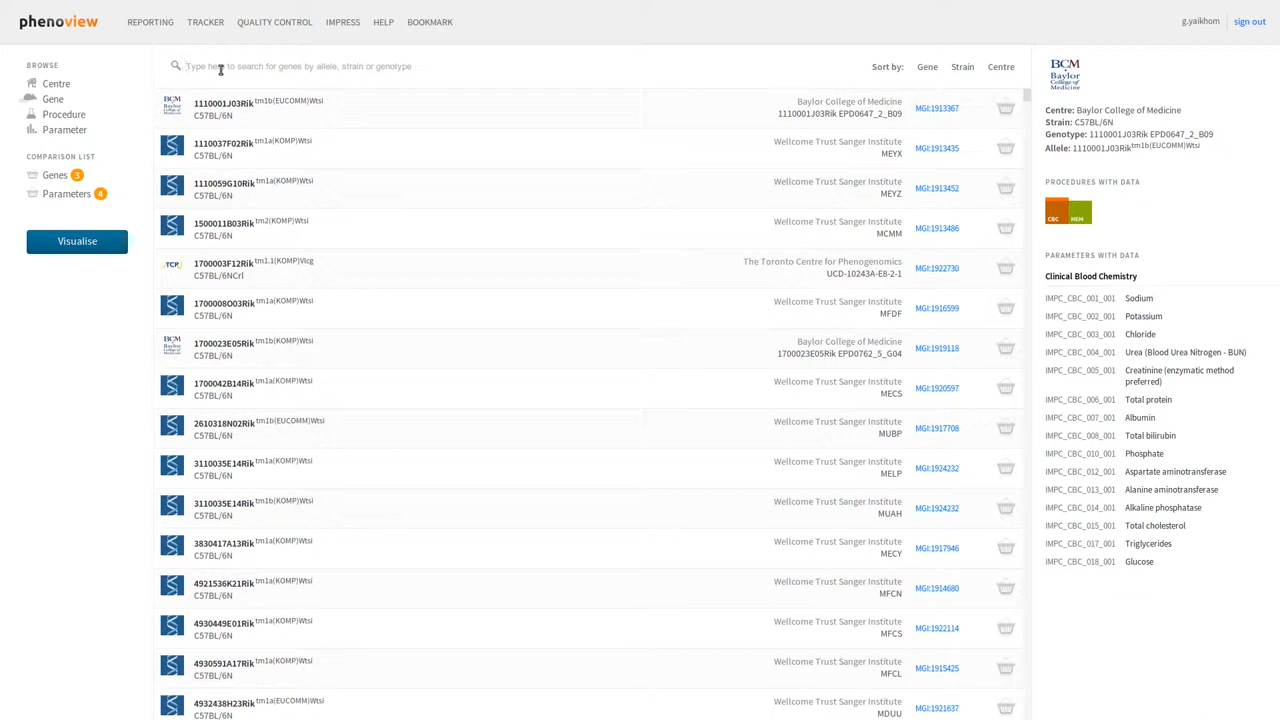 phenoview REPORTING TRACKER QUALITY CONTROL IMPRESS HELP BOOKMARK g.yaikhom sign out
BROWSE
Centre
Gene
Procedure
Parameter
COMPARISON LIST
Genes 3
Parameters 4
Visualise
Type here to search for genes by allele, strain or genotype Sort by: Gene Strain Centre
BCM Baylor College of Medicine
1110001J03Rik tm1b(EUCOMM)Wtsi Baylor College of Medicine
C57BL/6N 1110001J03Rik EPD0647_2_B09 MGI:1913367
1110037F02Rik tm1a(KOMP)Wtsi Wellcome Trust Sanger Institute
C57BL/6N MEYX MGI:1913435
1110059G10Rik tm1a(KOMP)Wtsi Wellcome Trust Sanger Institute
C57BL/6N MEYZ MGI:1913452
1500011B03Rik tm2(KOMP)Wtsi Wellcome Trust Sanger Institute
C57BL/6N MCMM MGI:1913486
TCP
1700003F12Rik tm1.1(KOMP)Vlcg The Toronto Centre for Phenogenomics
C57BL/6NCrl UCD-10243A-E8-2-1 MGI:1922730
1700008O03Rik tm1a(KOMP)Wtsi Wellcome Trust Sanger Institute
C57BL/6N MFDF MGI:1916599
BCM Baylor College of Medicine
1700023E05Rik tm1b(KOMP)Wtsi Baylor College of Medicine
C57BL/6N 1700023E05Rik EPD0762_5_G04 MGI:1919118
1700042B14Rik tm1a(KOMP)Wtsi Wellcome Trust Sanger Institute
C57BL/6N MECS MGI:1920597
2610318N02Rik tm1b(EUCOMM)Wtsi Wellcome Trust Sanger Institute
C57BL/6N MUBP MGI:1917708
3110035E14Rik tm1a(KOMP)Wtsi Wellcome Trust Sanger Institute
C57BL/6N MELP MGI:1924232
3110035E14Rik tm1b(KOMP)Wtsi Wellcome Trust Sanger Institute
C57BL/6N MUAH MGI:1924232
3830417A13Rik tm1a(KOMP)Wtsi Wellcome Trust Sanger Institute
C57BL/6N MECY MGI:1917946
4921536K21Rik tm1a(KOMP)Wtsi Wellcome Trust Sanger Institute
C57BL/6N MFCN MGI:1914680
4930449E01Rik tm1a(KOMP)Wtsi Wellcome Trust Sanger Institute
C57BL/6N MFCS MGI:1922114
4930591A17Rik tm1a(KOMP)Wtsi Wellcome Trust Sanger Institute
C57BL/6N MFCL MGI:1915425
4932438H23Rik tm1a(EUCOMM)Wtsi Wellcome Trust Sanger Institute
C57BL/6N MDUU MGI:1921637
BCM
Baylor
College of
Medicine
Centre: Baylor College of Medicine
Strain: C57BL/6N
Genotype: 1110001J03Rik EPD0647_2_B09
Allele: 1110001J03Rik tm1b(EUCOMM)Wtsi
PROCEDURES WITH DATA
CBC HEM
PARAMETERS WITH DATA
Clinical Blood Chemistry
IMPC_CBC_001_001 Sodium
IMPC_CBC_002_001 Potassium
IMPC_CBC_003_001 Chloride
IMPC_CBC_004_001 Urea (Blood Urea Nitrogen - BUN)
IMPC_CBC_005_001 Creatinine (enzymatic method
preferred)
IMPC_CBC_006_001 Total protein
IMPC_CBC_007_001 Albumin
IMPC_CBC_008_001 Total bilirubin
IMPC_CBC_010_001 Phosphate
IMPC_CBC_012_001 Aspartate aminotransferase
IMPC_CBC_013_001 Alanine aminotransferase
IMPC_CBC_014_001 Alkaline phosphatase
IMPC_CBC_015_001 Total cholesterol
IMPC_CBC_017_001 Triglycerides
IMPC_CBC_018_001 Glucose